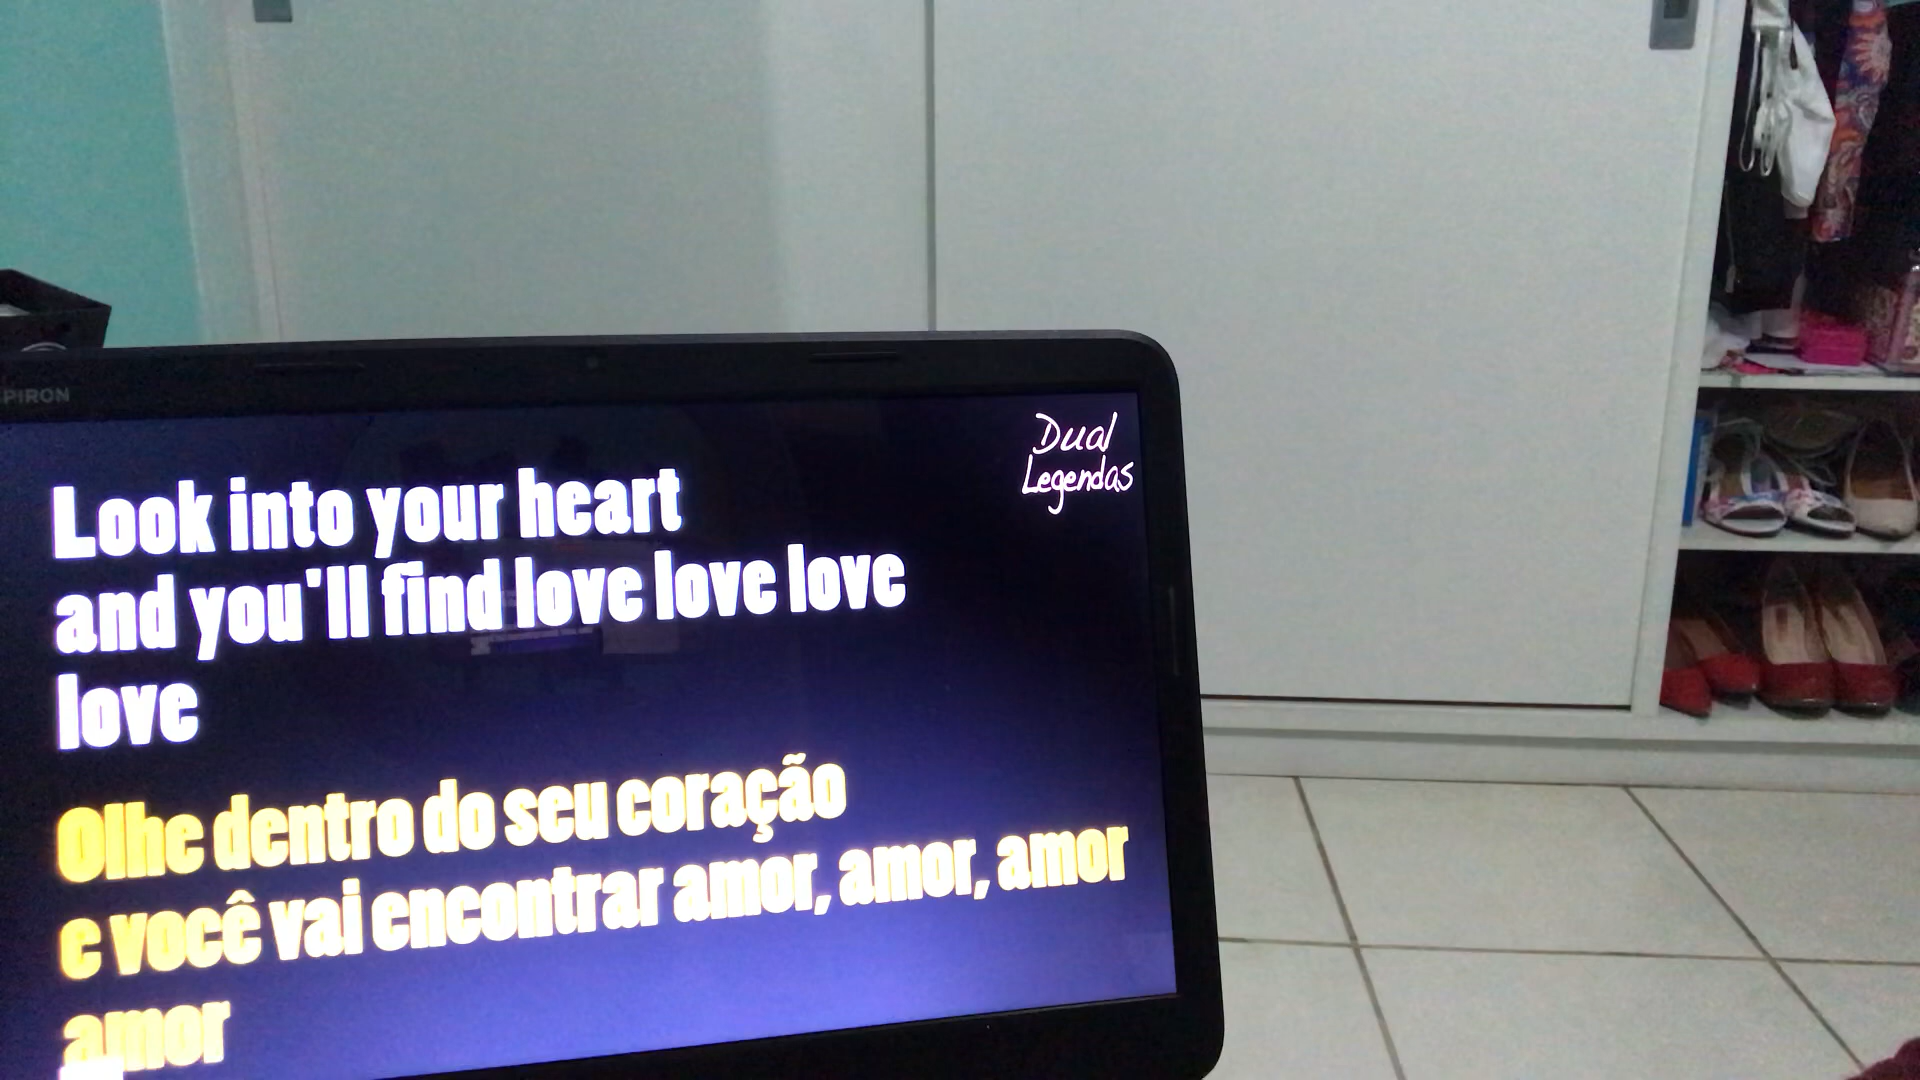 PIRON
Dual
Legendas
Look into your heart
and you'll find love love love
love
Olhe dentro do seu coração
e você vai encontrar amor, amor, amor
amor